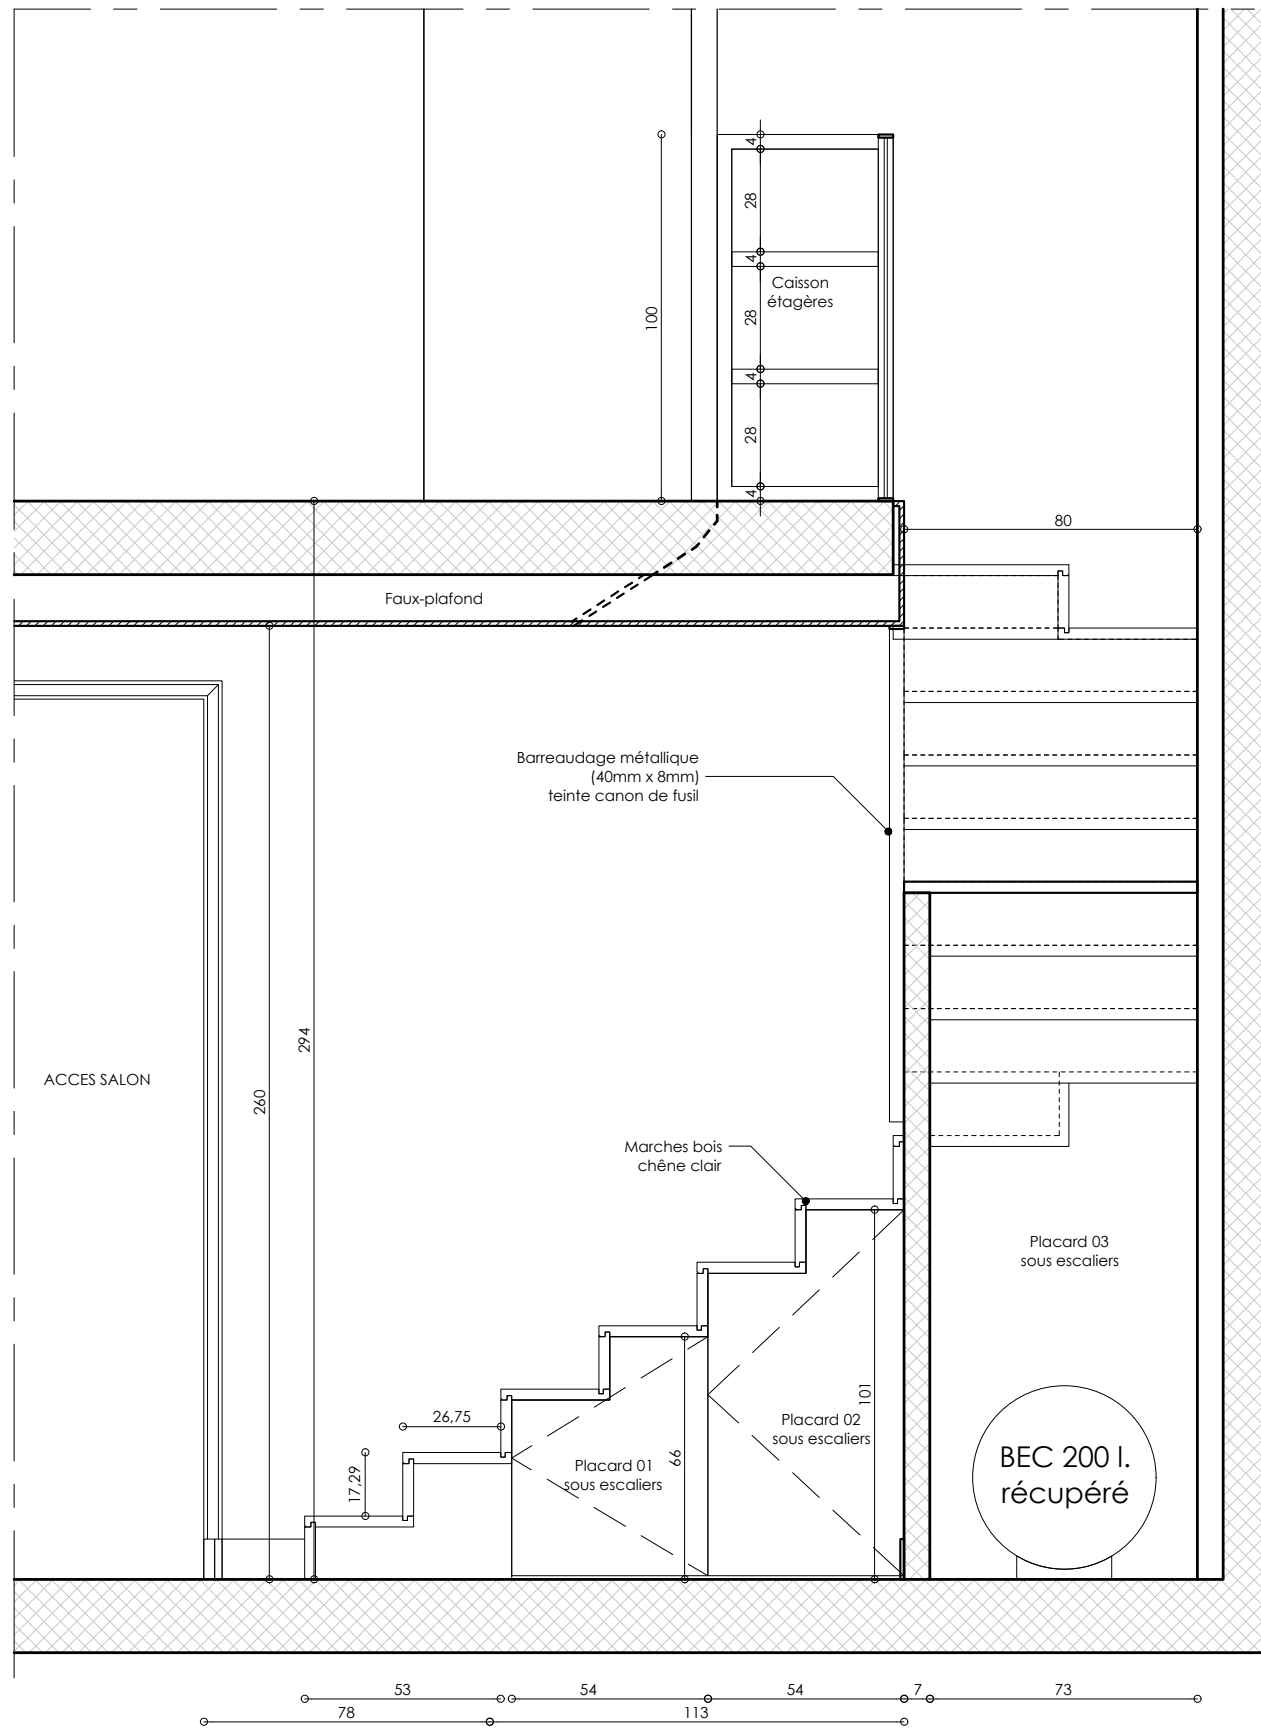 4
28
4
Caisson
étagères
100
28
4
28
4
80
Faux-plafond
Barreaudage métallique
(40mm x 8mm)
teinte canon de fusil
294
ACCES SALON
260
Marches bois
chêne clair
Placard 03
sous escaliers
26,75
101
Placard 02
sous escaliers
17,29
Placard 01
sous escaliers
66
BEC 200 l.
récupéré
53
54
54
7
73
78
113